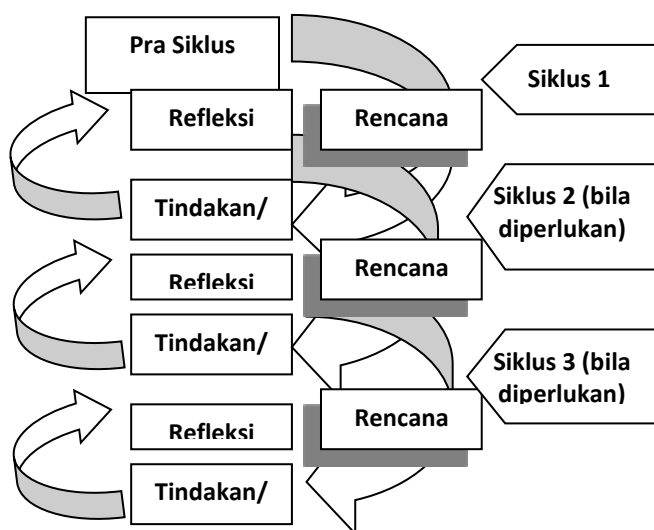 Pra Siklus
Siklus 1
Refleksi
Rencana
Tindakan/
Siklus 2 (bila
diperlukan)
Refleksi
Rencana
Tindakan/
Siklus 3 (bila
diperlukan)
Refleksi
Rencana
Tindakan/